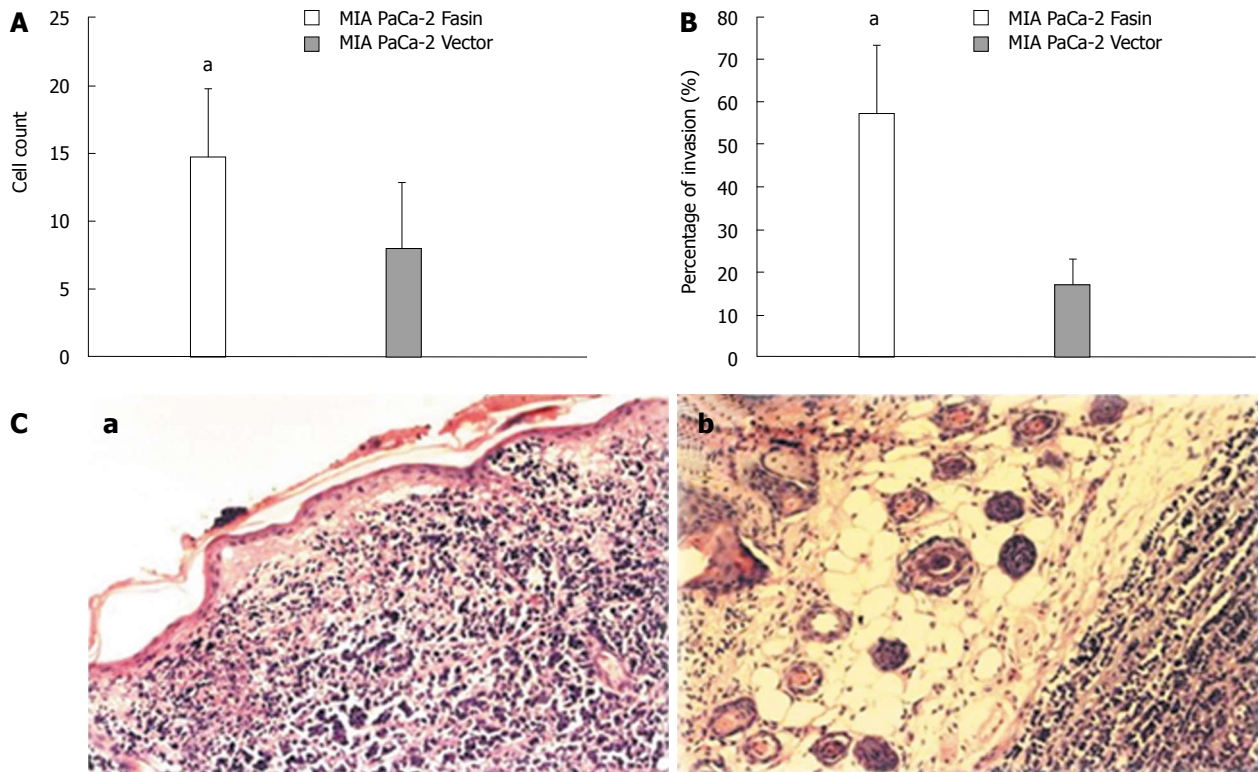 A
Cell count
25
20
15
10
5
0
a
MIA PaCa-2 Fasin
MIA PaCa-2 Vector
B
Percentage of invasion (%)
80
70
60
50
40
30
20
10
0
a
MIA PaCa-2 Fasin
MIA PaCa-2 Vector
C
a
b